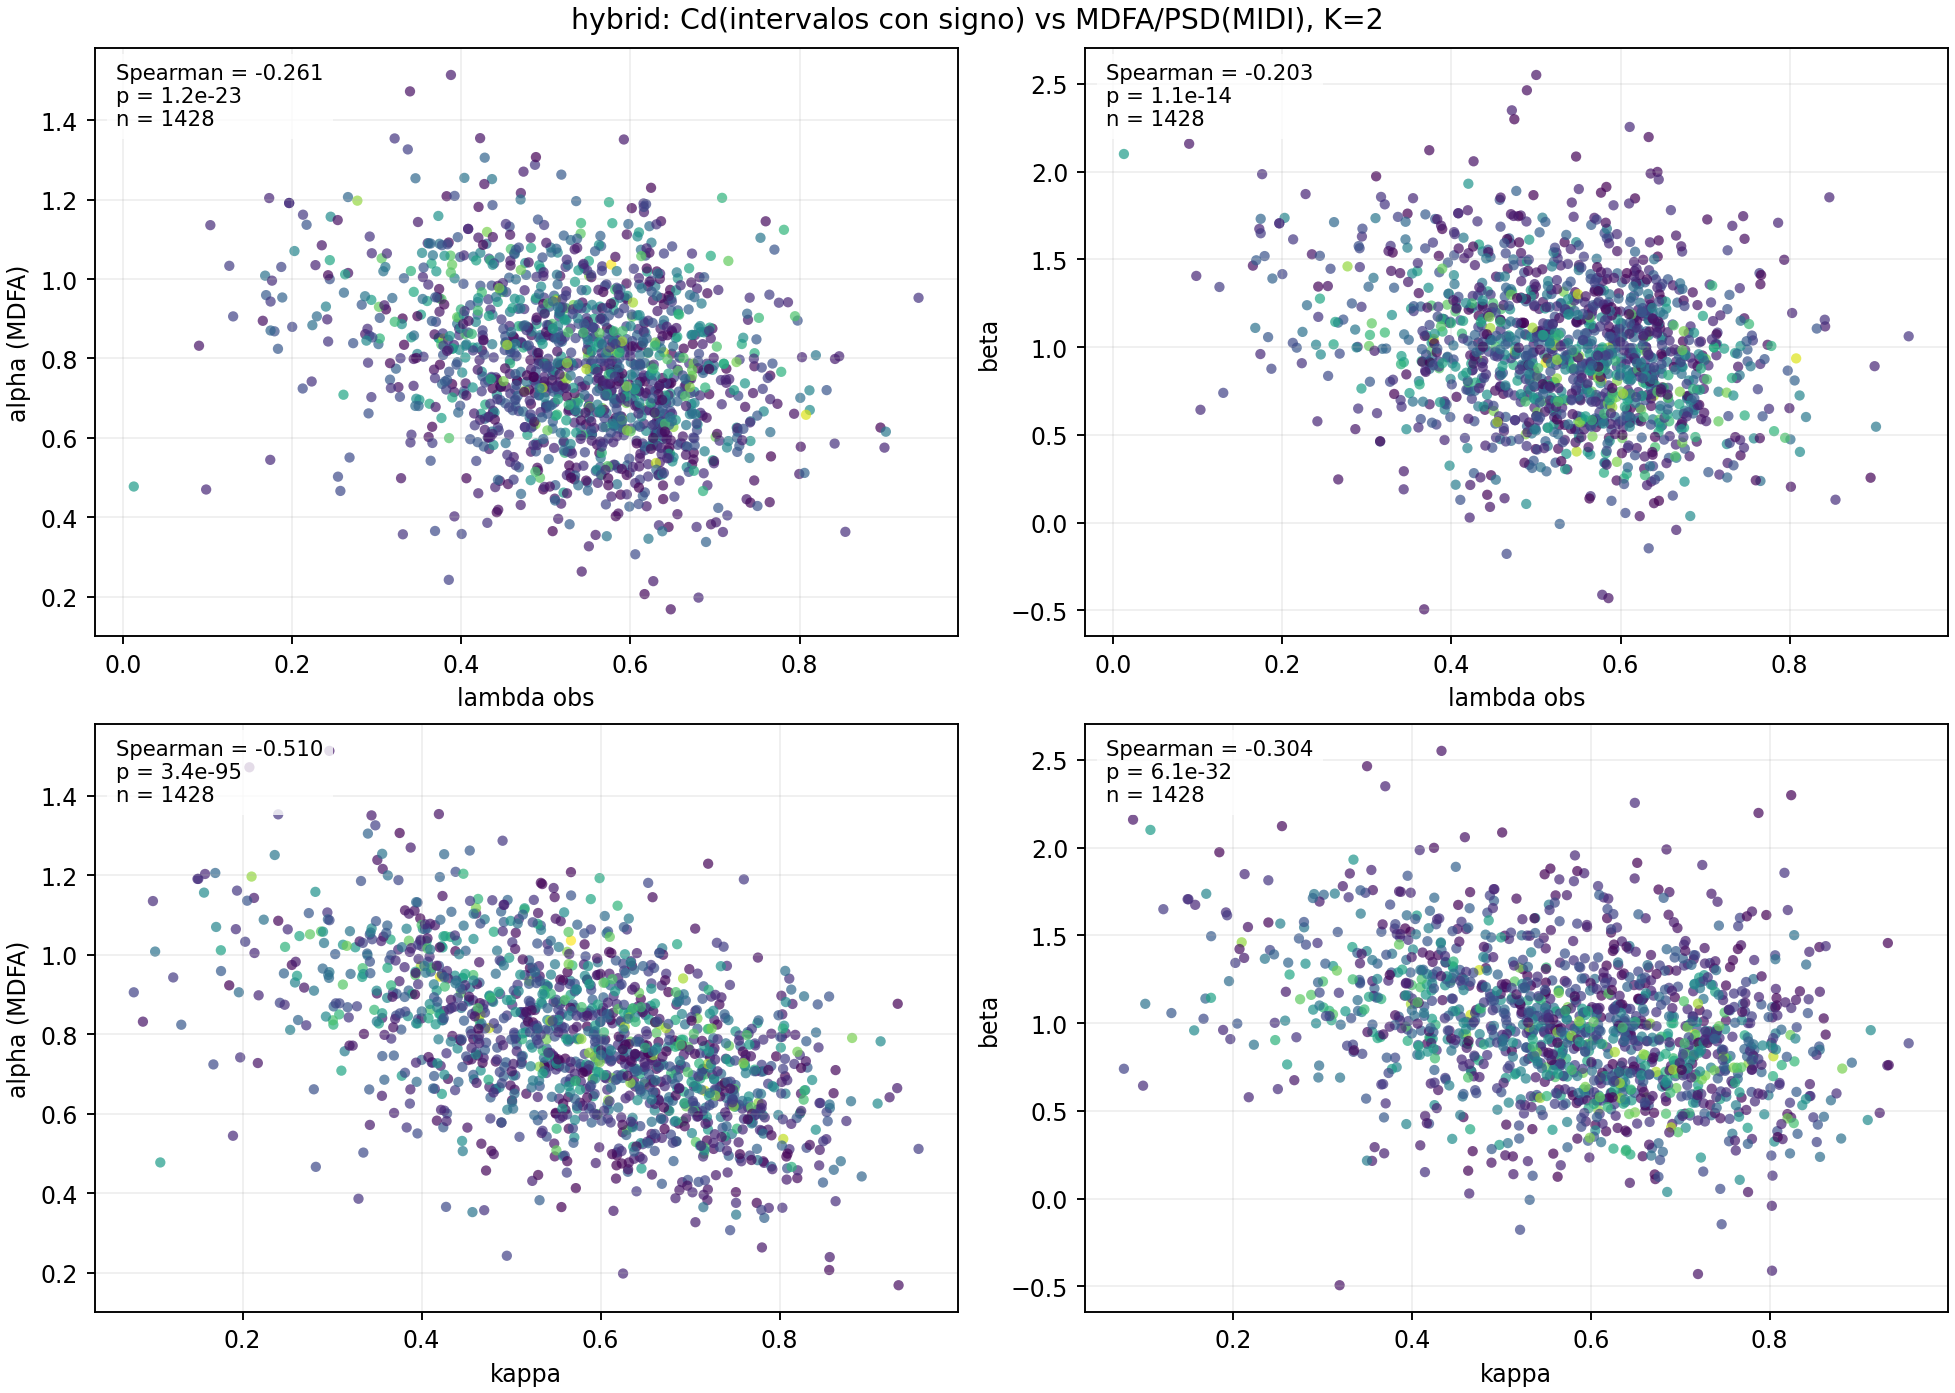 hybrid: Cd(intervalos con signo) vs MDFA/PSD(MIDI), K=2
Spearman = -0.261
p = 1.2e-23
n = 1428
alpha (MDFA)
1.4
1.2
1.0
0.8
0.6
0.4
0.2
0.0 0.2 0.4 0.6 0.8
lambda obs
Spearman = -0.203
p = 1.1e-14
n = 1428
beta
2.5
2.0
1.5
1.0
0.5
0.0
−0.5
0.0 0.2 0.4 0.6 0.8
lambda obs
Spearman = -0.510
p = 3.4e-95
n = 1428
alpha (MDFA)
1.4
1.2
1.0
0.8
0.6
0.4
0.2
0.2 0.4 0.6 0.8
kappa
Spearman = -0.304
p = 6.1e-32
n = 1428
beta
2.5
2.0
1.5
1.0
0.5
0.0
−0.5
0.2 0.4 0.6 0.8
kappa